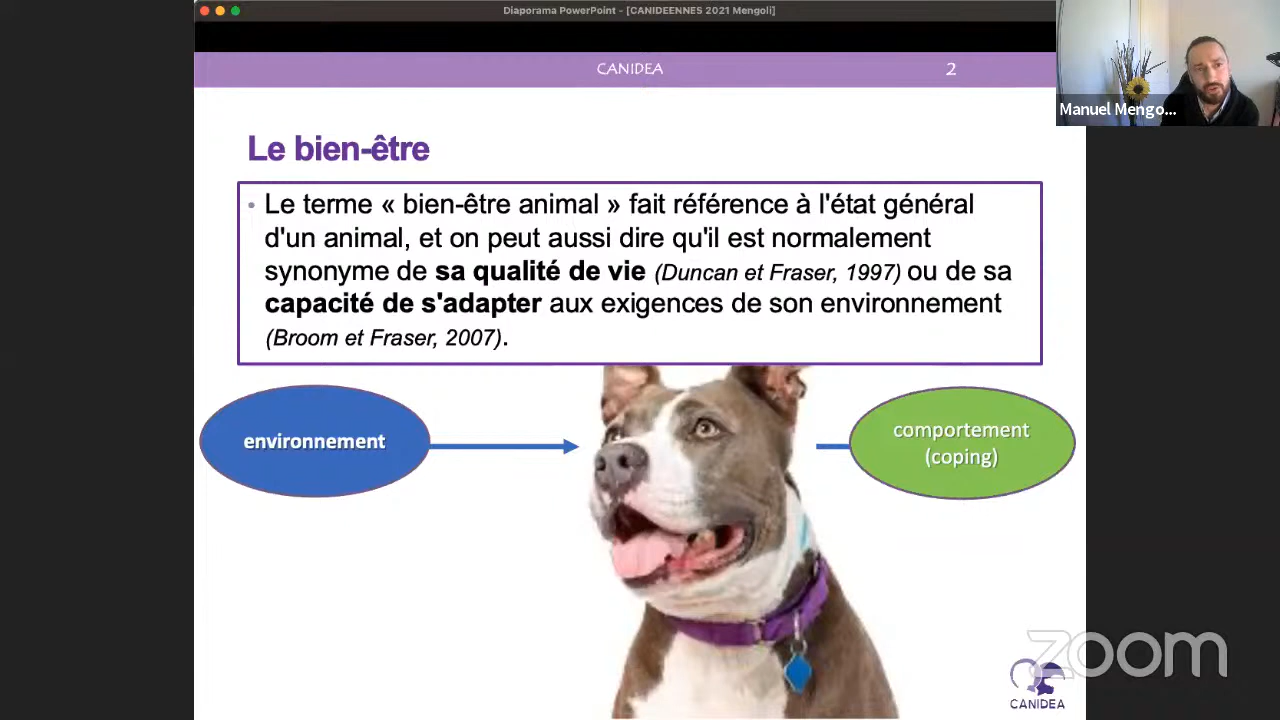 Diaporama PowerPoint - [CANIDEENNES 2021 Mengoli]
CANIDEA
2
Manuel Mengo...
Le bien-être
• Le terme « bien-être animal » fait référence à l'état général
d'un animal, et on peut aussi dire qu'il est normalement
synonyme de sa qualité de vie (Duncan et Fraser, 1997) ou de sa
capacité de s'adapter aux exigences de son environnement
(Broom et Fraser, 2007).
environnement
comportement
(coping)
zoom
CANIDEA